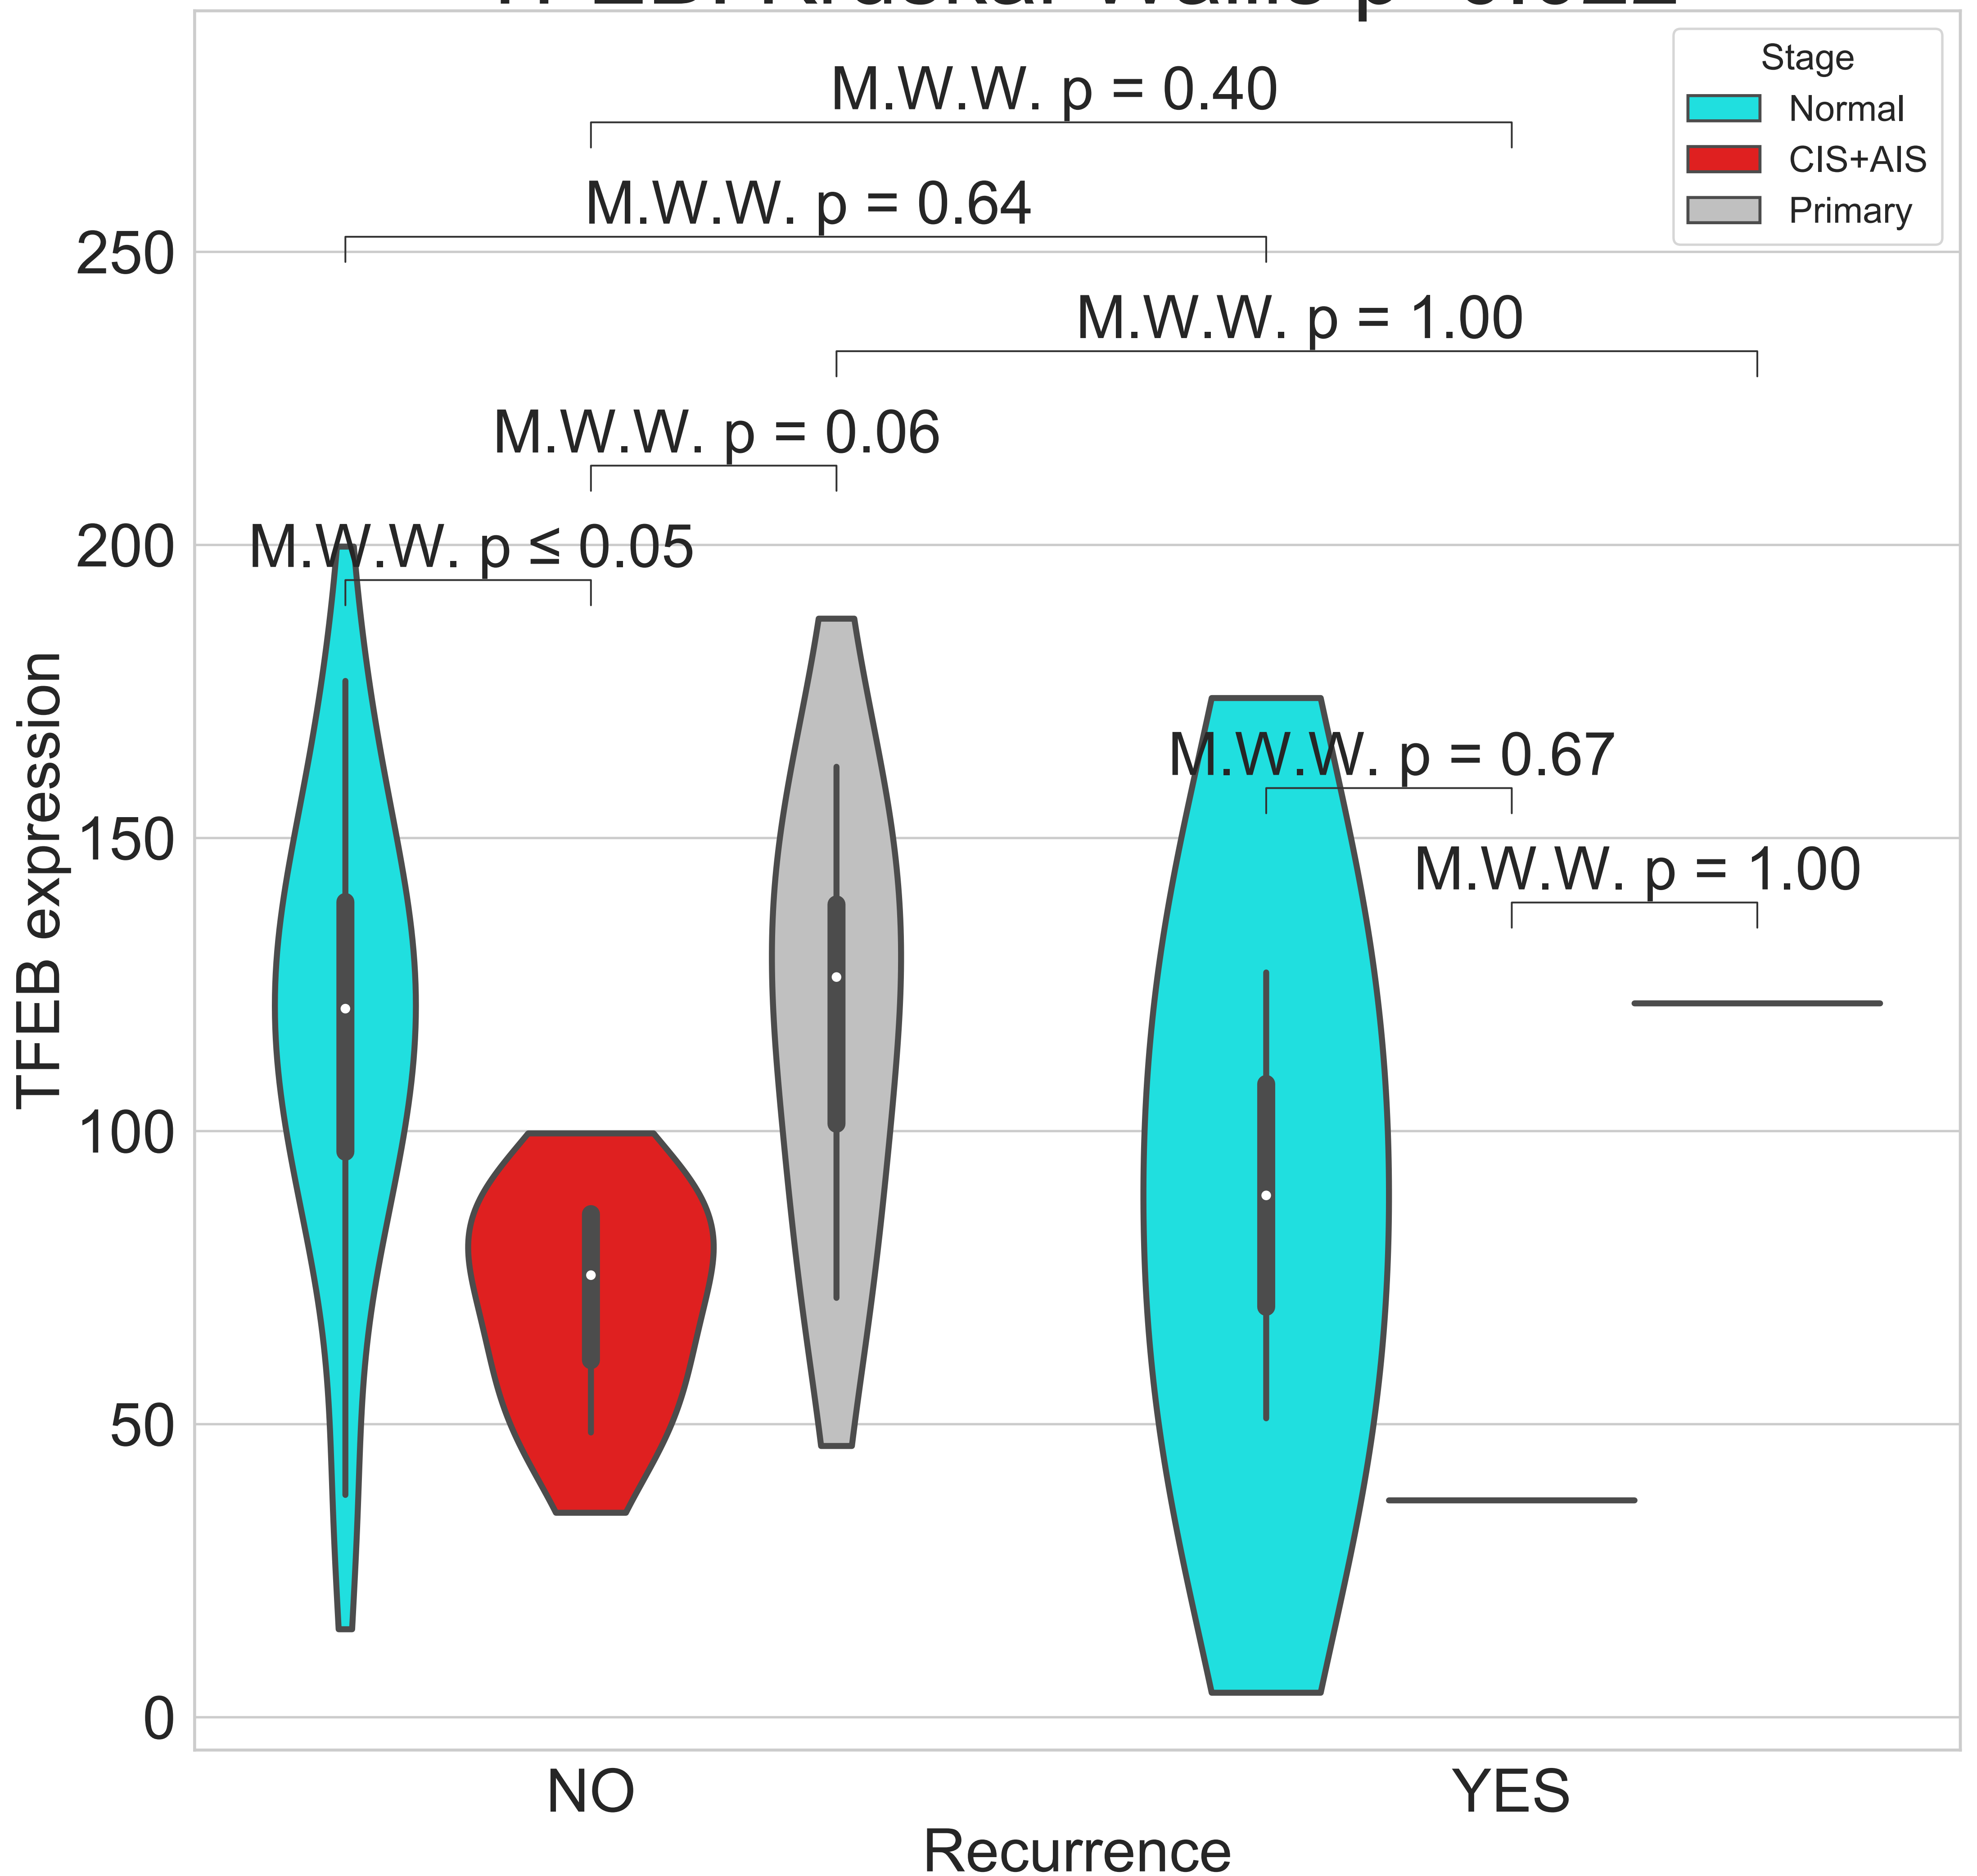 Stage
Normal
CIS+AIS
Primary
M.W.W. p = 0.40
M.W.W. p = 0.64
M.W.W. p = 1.00
M.W.W. p = 0.06
M.W.W. p ≤ 0.05
M.W.W. p = 0.67
M.W.W. p = 1.00
250
200
150
100
50
0
TFEB expression
NO
YES
Recurrence